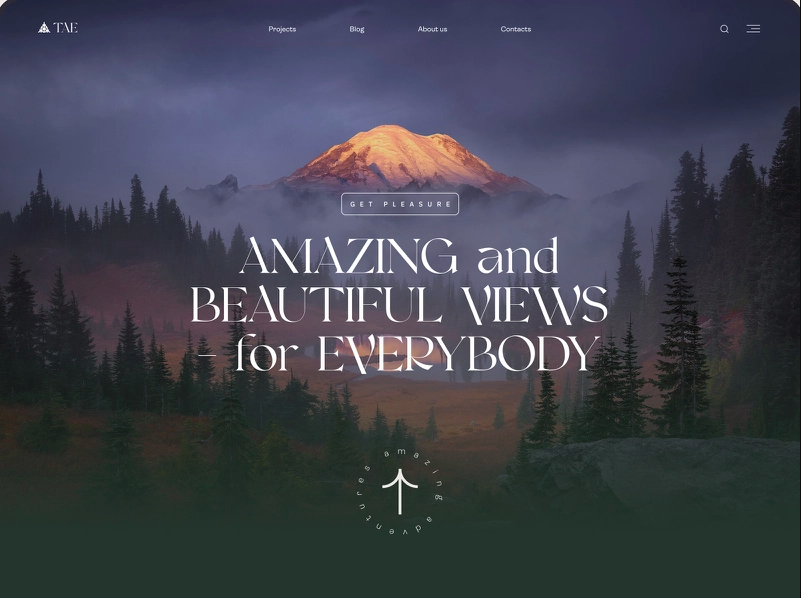 TAE
Projects
Blog
About us
Contacts
GET PLEASURE
AMAZING and
BEAUTIFUL VIEWS
– for EVERYBODY
amazing adventures